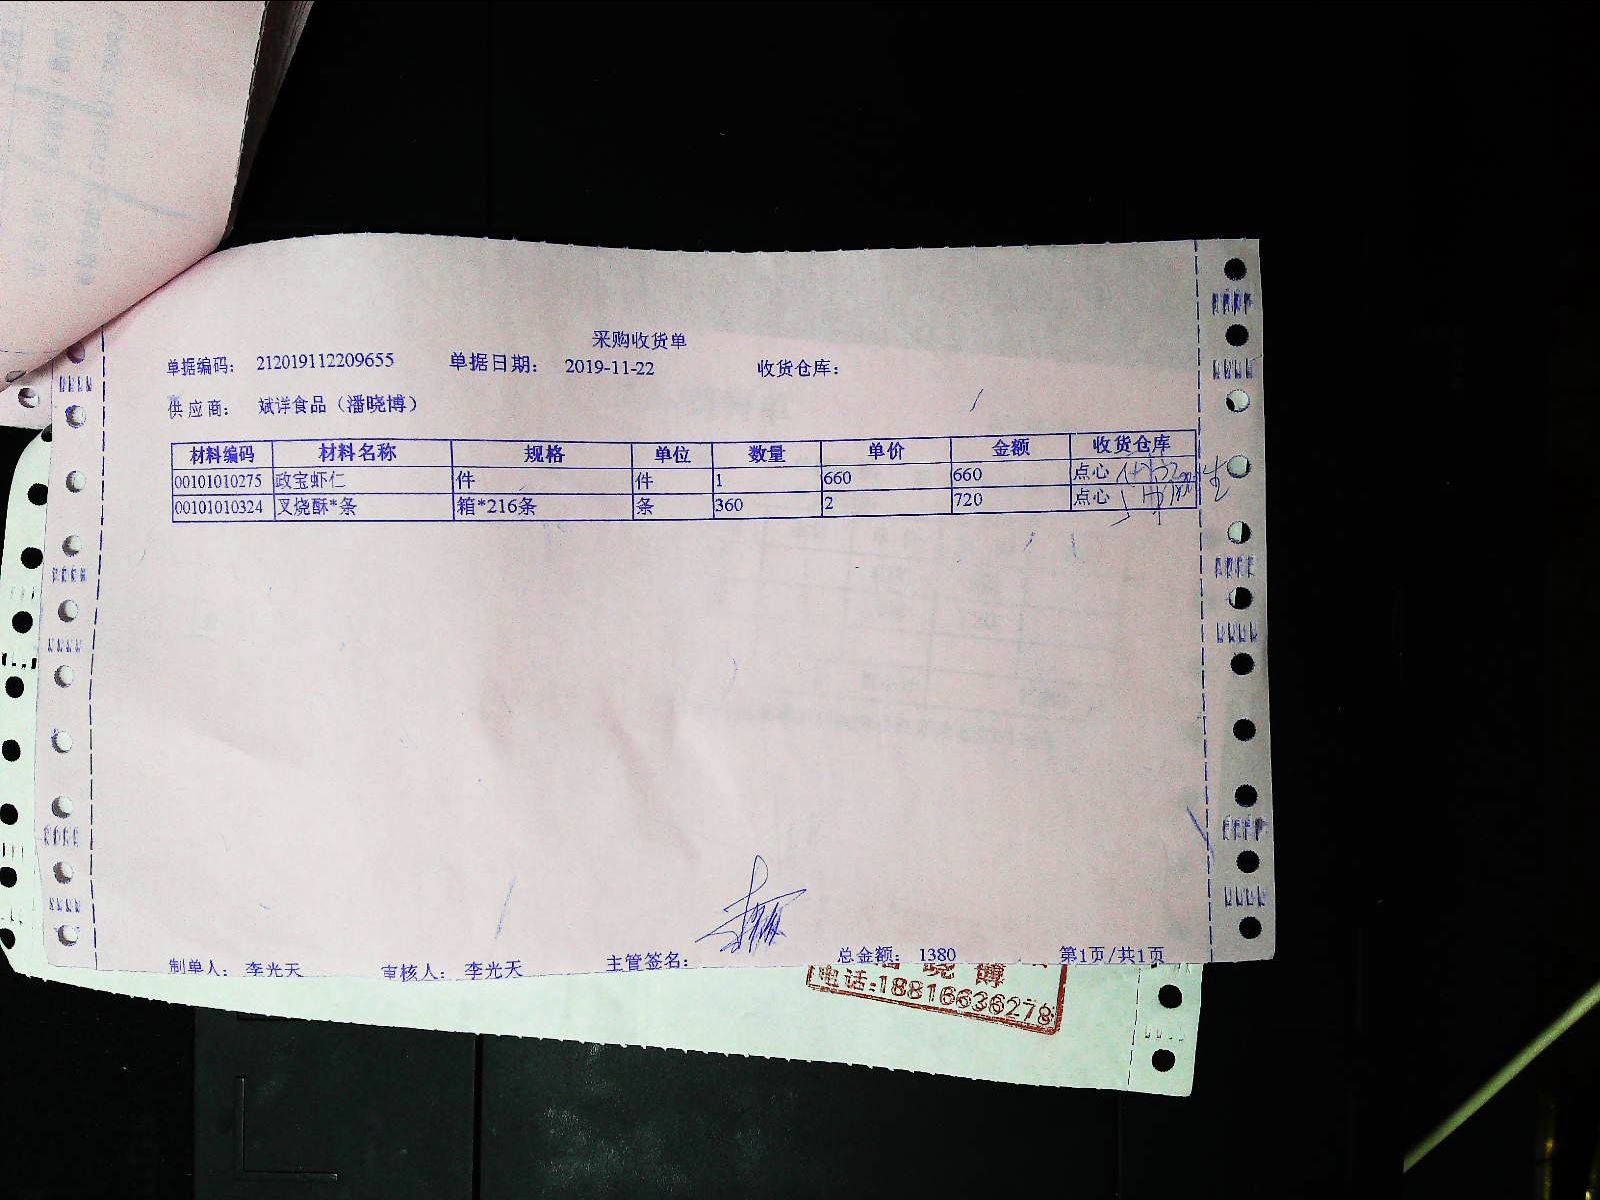 采购收货单
单据编码： 212019112209655 单据日期： 2019-11-22 收货仓库：
供应商： 斌详食品（潘晓博）
材料编码 材料名称 规格 单位 数量 单价 金额 收货仓库
00101010275 政宝虾仁 件 件 1 660 660 点心
00101010324 叉烧酥*条 箱*216条 条 360 2 720 点心
制单人： 李光天 审核人： 李光天 主管签名： 总金额： 1380 第1页/共1页
晓博
电话:18816636278